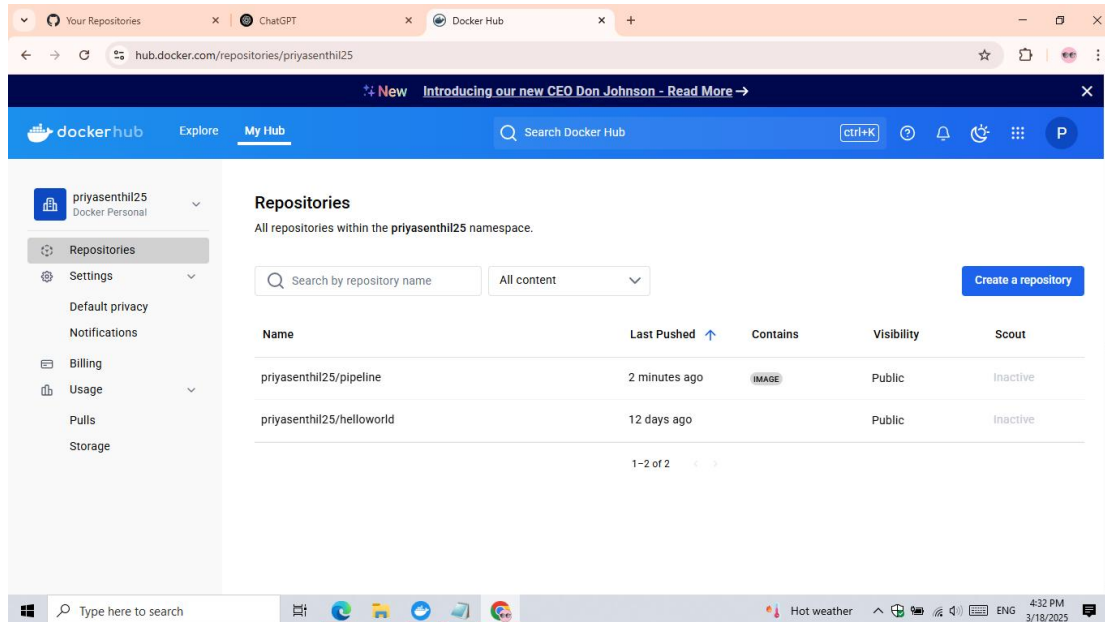 Your Repositories
ChatGPT
Docker Hub
hub.docker.com/repositories/priyasenthil25
New Introducing our new CEO Don Johnson - Read More →
dockerhub Explore My Hub Search Docker Hub ctrl+K P
priyasenthil25
Docker Personal
Repositories
Settings
Default privacy
Notifications
Billing
Usage
Pulls
Storage
Repositories
All repositories within the priyasenthil25 namespace.
Search by repository name All content Create a repository
Name Last Pushed Contains Visibility Scout
priyasenthil25/pipeline 2 minutes ago IMAGE Public Inactive
priyasenthil25/helloworld 12 days ago Public Inactive
1-2 of 2
Type here to search Hot weather ENG 4:32 PM
3/18/2025